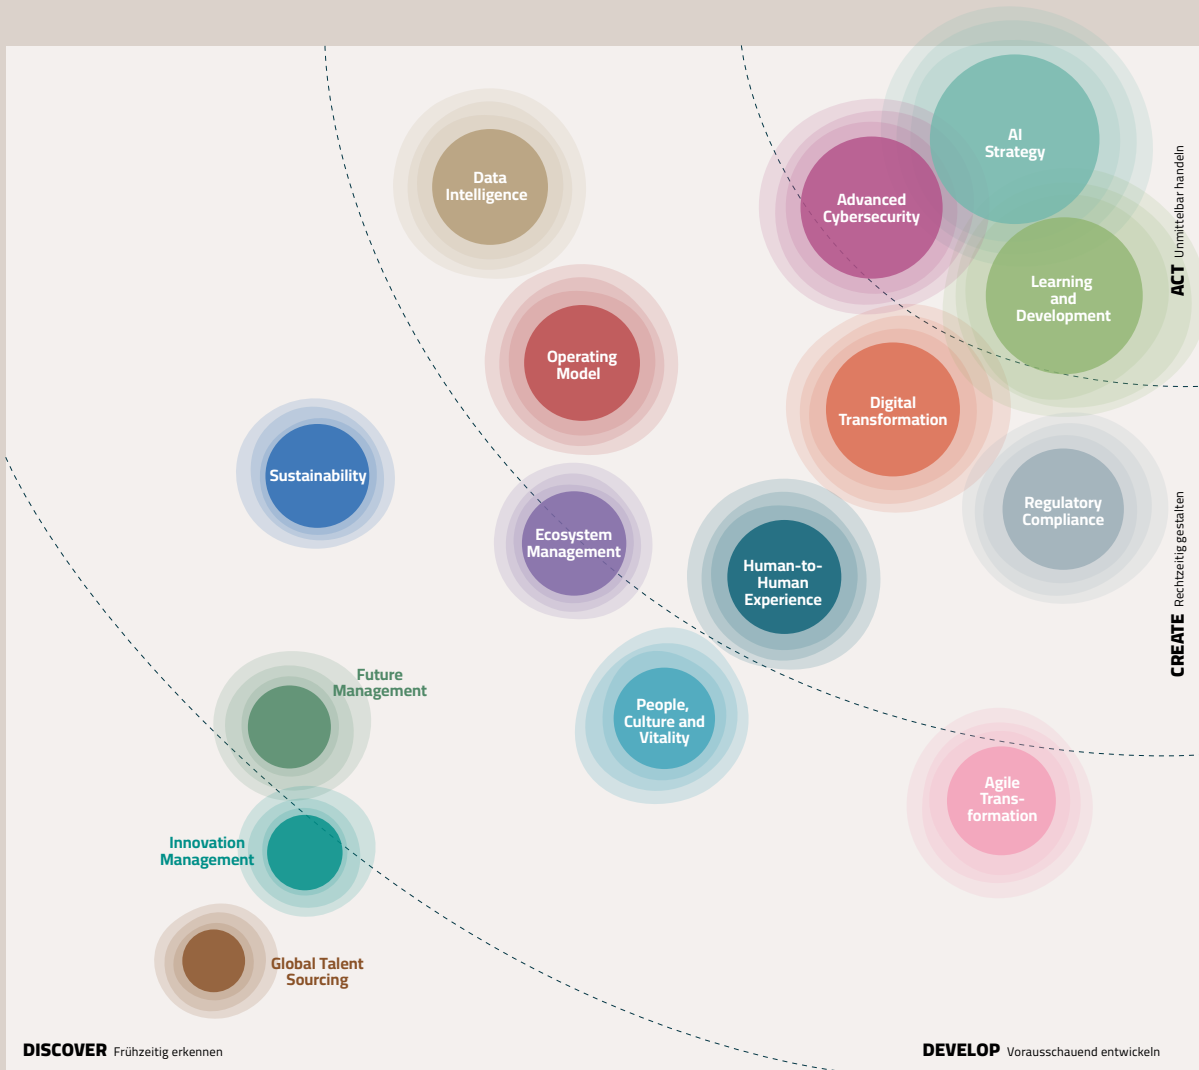 AI
Strategy
Data
Intelligence
Advanced
Cybersecurity
Learning
and
Development
ACT Unmittelbar handeln
Operating
Model
Digital
Transformation
Sustainability
Regulatory
Compliance
Ecosystem
Management
Human-to-
Human
Experience
CREATE Rechtzeitig gestalten
Future
Management
People,
Culture and
Vitality
Agile
Trans-
formation
Innovation
Management
Global Talent
Sourcing
DISCOVER Frühzeitig erkennen
DEVELOP Vorausschauend entwickeln